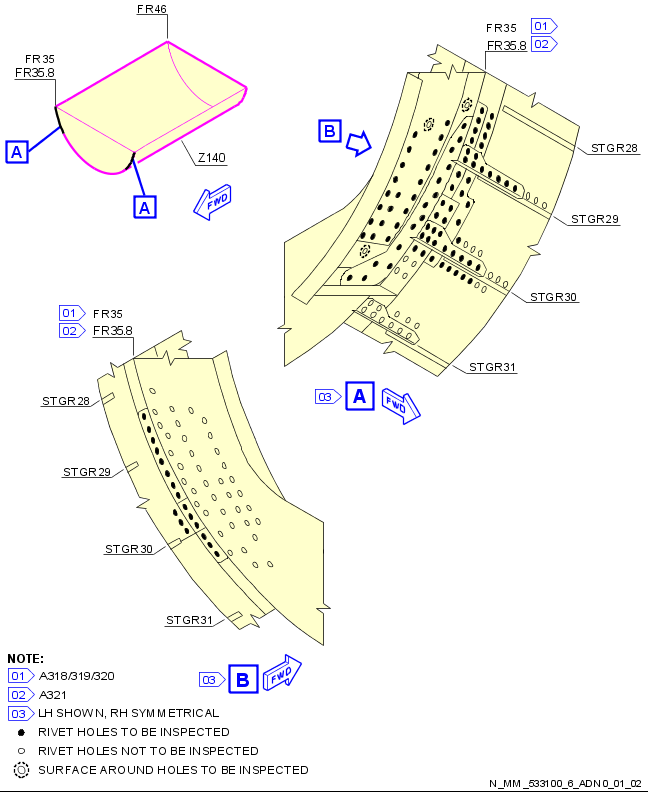 FR46
FR35
FR35.8
A
A
Z140
FWD
FR35 01
FR35.8 02
B
STGR28
STGR29
STGR30
STGR31
03 A FWD
01 FR35
02 FR35.8
STGR28
STGR29
STGR30
STGR31
03 B FWD
NOTE:
01 A318/319/320
02 A321
03 LH SHOWN, RH SYMMETRICAL
RIVET HOLES TO BE INSPECTED
RIVET HOLES NOT TO BE INSPECTED
SURFACE AROUND HOLES TO BE INSPECTED
N_MM_533100_6_ADN0_01_02